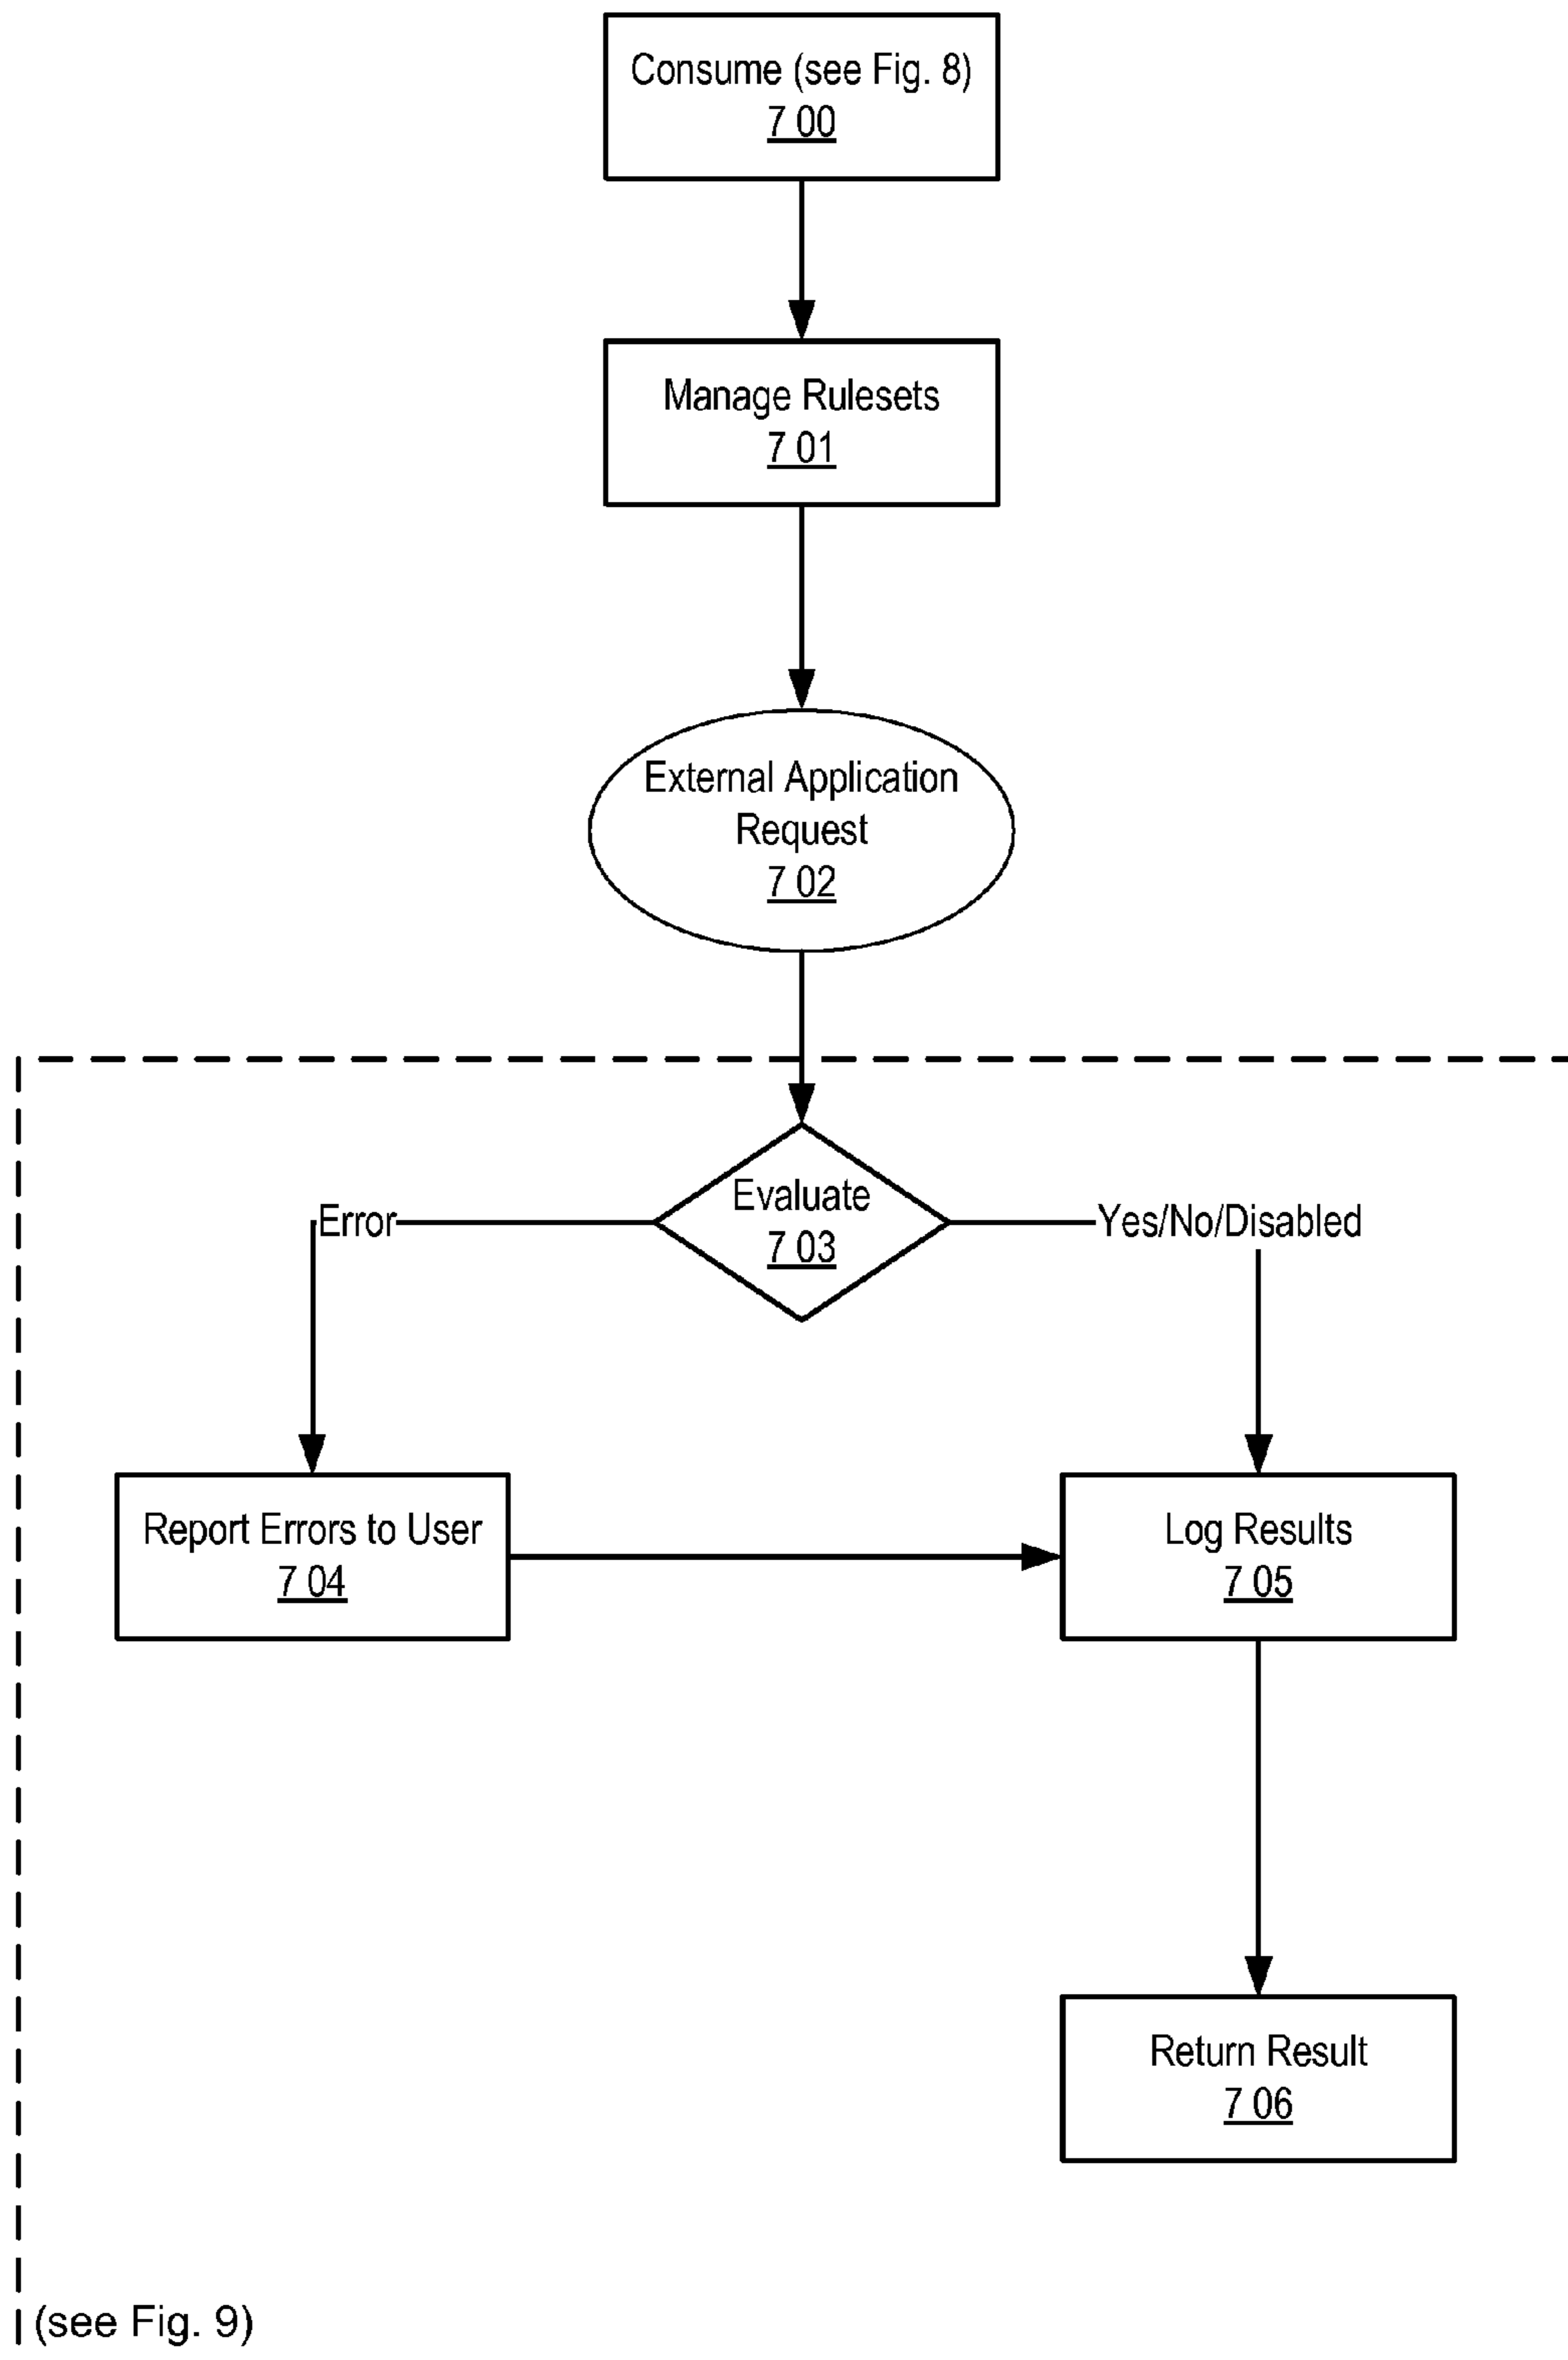 Consume (see Fig. 8)
7 00
Manage Rulesets
7 01
External Application
Request
7 02
Evaluate
7 03
Error
Yes/No/Disabled
Report Errors to User
7 04
Log Results
7 05
Return Result
7 06
(see Fig. 9)